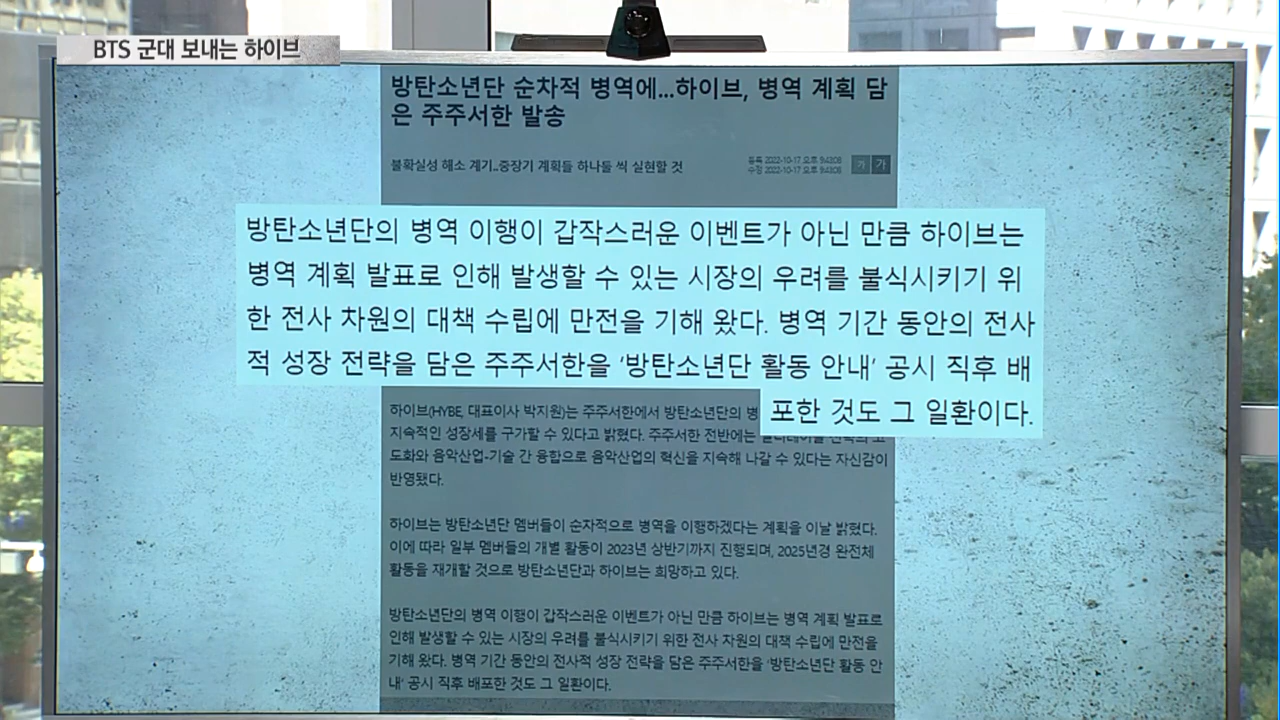 BTS 군대 보내는 하이브
방탄소년단 순차적 병역에...하이브, 병역 계획 담
은 주주서한 발송
불확실성 해소 계기..중장기 계획들 하나둘 씩 실현할 것
등록 2022-10-17 오후 9:43:08
수정 2022-10-17 오후 9:43:08
가 가
방탄소년단의 병역 이행이 갑작스러운 이벤트가 아닌 만큼 하이브는
병역 계획 발표로 인해 발생할 수 있는 시장의 우려를 불식시키기 위
한 전사 차원의 대책 수립에 만전을 기해 왔다. 병역 기간 동안의 전사
적 성장 전략을 담은 주주서한을 ‘방탄소년단 활동 안내’ 공시 직후 배
포한 것도 그 일환이다.
하이브(HYBE, 대표이사 박지원)는 주주서한에서 방탄소년단의 병
지속적인 성장세를 구가할 수 있다고 밝혔다. 주주서한 전반에는
도화와 음악산업-기술 간 융합으로 음악산업의 혁신을 지속해 나갈 수 있다는 자신감이
반영됐다.
하이브는 방탄소년단 멤버들이 순차적으로 병역을 이행하겠다는 계획을 이날 밝혔다.
이에 따라 일부 멤버들의 개별 활동이 2023년 상반기까지 진행되며, 2025년경 완전체
활동을 재개할 것으로 방탄소년단과 하이브는 희망하고 있다.
방탄소년단의 병역 이행이 갑작스러운 이벤트가 아닌 만큼 하이브는 병역 계획 발표로
인해 발생할 수 있는 시장의 우려를 불식시키기 위한 전사 차원의 대책 수립에 만전을
기해 왔다. 병역 기간 동안의 전사적 성장 전략을 담은 주주서한을 ‘방탄소년단 활동 안
내’ 공시 직후 배포한 것도 그 일환이다.